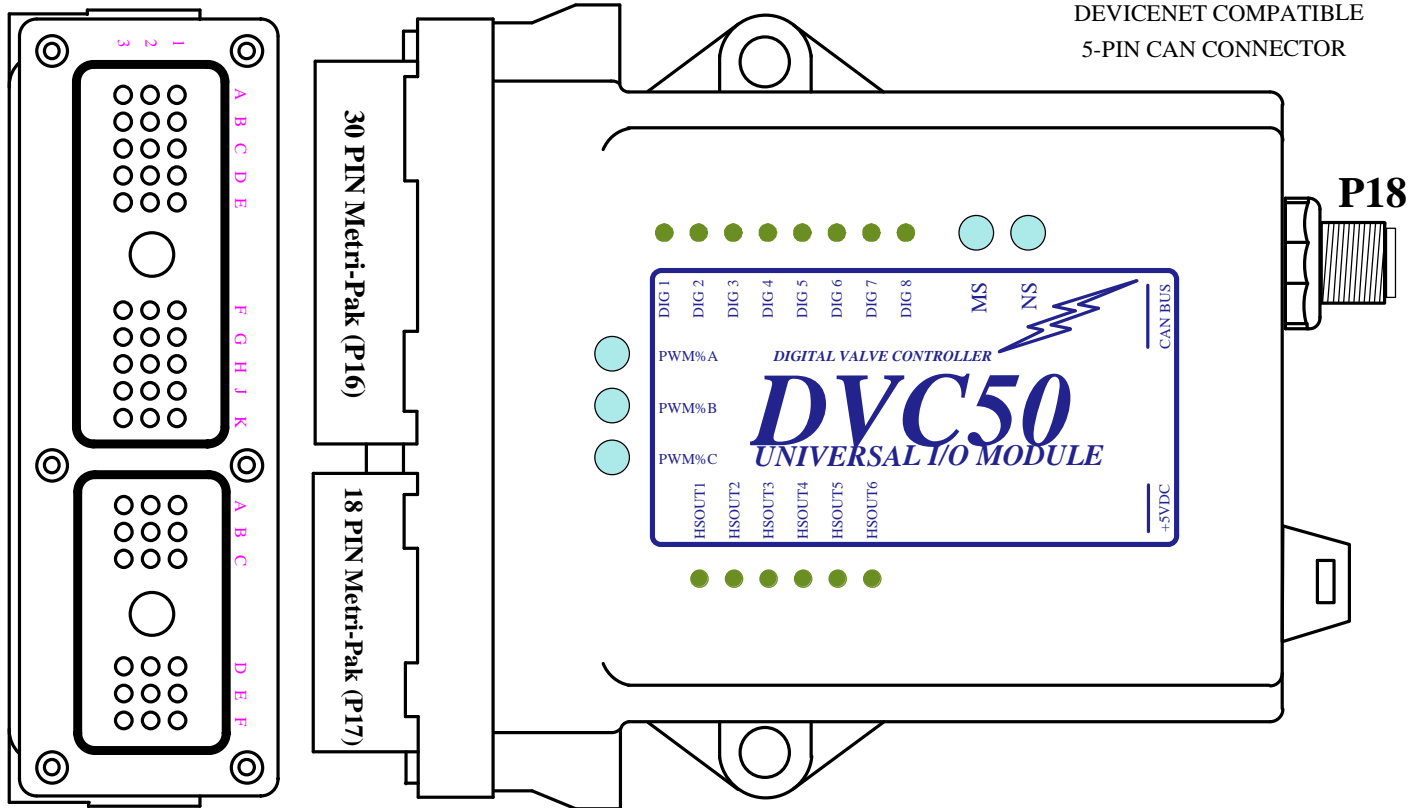 DEVICENET COMPATIBLE
5-PIN CAN CONNECTOR
P18
3 2 1
A
B
C
D
E
F
G
H
J
K
A
B
C
D
E
F
30 PIN Metri-Pak (P16)
18 PIN Metri-Pak (P17)
DIG 1
DIG 2
DIG 3
DIG 4
DIG 5
DIG 6
DIG 7
DIG 8
MS
NS
CAN BUS
PWM%A
PWM%B
PWM%C
DIGITAL VALVE CONTROLLER
DVC50
UNIVERSAL I/O MODULE
HSOUT1
HSOUT2
HSOUT3
HSOUT4
HSOUT5
HSOUT6
+5VDC